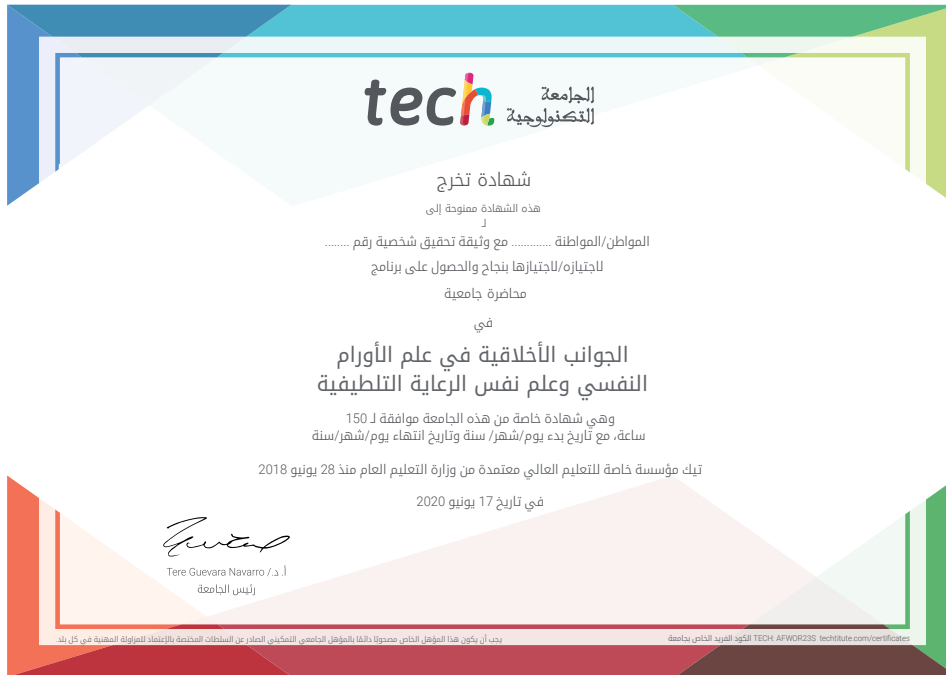 tech الجامعة
التكنولوجية
شهادة تخرج
هذه الشهادة ممنوحة إلى
لـ
المواطن/المواطنة ............ مع وثيقة تحقيق شخصية رقم ........
لاجتيازه/لاجتيازها بنجاح والحصول على برنامج
محاضرة جامعية
في
الجوانب الأخلاقية في علم الأورام
النفسي وعلم نفس الرعاية التلطيفية
وهي شهادة خاصة من هذه الجامعة موافقة لـ 150
ساعة، مع تاريخ بدء يوم/شهر/ سنة وتاريخ انتهاء يوم/شهر/سنة
تيك مؤسسة خاصة للتعليم العالي معتمدة من وزارة التعليم العام منذ 28 يونيو 2018
في تاريخ 17 يونيو 2020
أ. د./ Tere Guevara Navarro
رئيس الجامعة
يجب أن يكون هذا المؤهل الخاص مصحوبًا دائمًا بالمؤهل الجامعي التمكيني الصادر عن السلطات المختصة بالإعتماد للمزاولة المهنية في كل بلد.
الكود الفريد الخاص بجامعة TECH: AFWOR23S techtitute.com/certificates